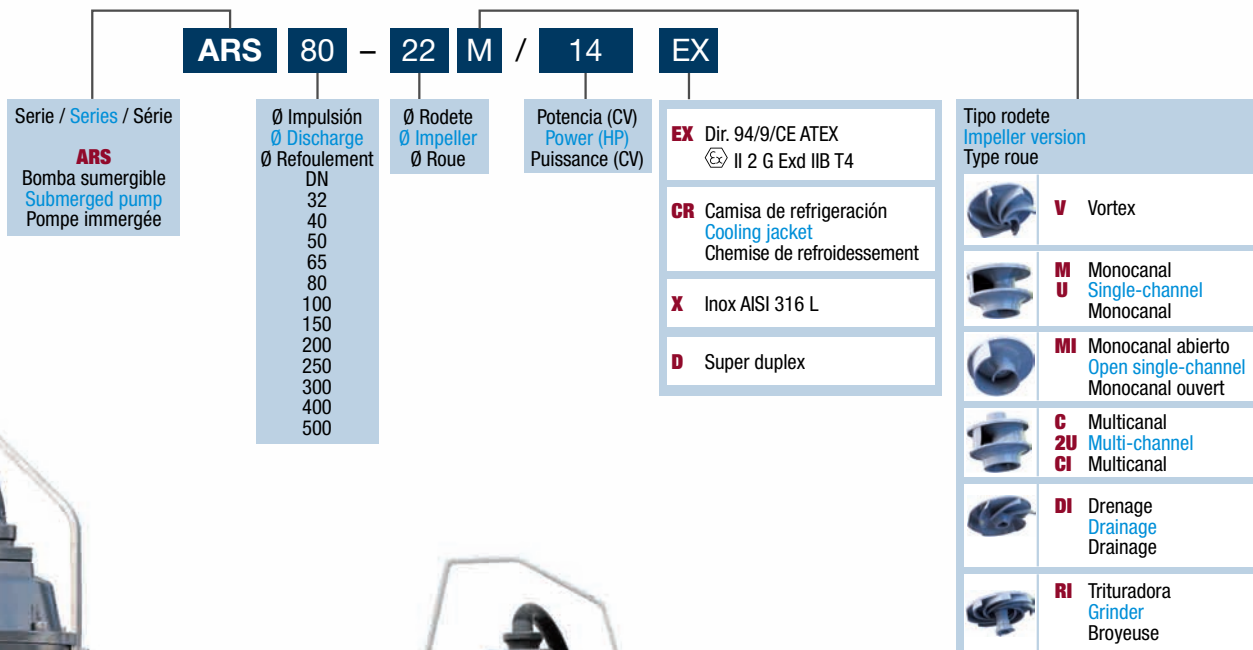 ARS 80 – 22 M / 14 EX
Serie / Series / Série
ARS
Bomba sumergible
Submerged pump
Pompe immergée
Ø Impulsión
Ø Discharge
Ø Refoulement
DN
32
40
50
65
80
100
150
200
250
300
400
500
Ø Rodete
Ø Impeller
Ø Roue
Potencia (CV)
Power (HP)
Puissance (CV)
EX Dir. 94/9/CE ATEX
Ex II 2 G Exd IIB T4
CR Camisa de refrigeración
Cooling jacket
Chemise de refroidessement
X Inox AISI 316 L
D Super duplex
Tipo rodete
Impeller version
Type roue
V Vortex
M Monocanal
U Single-channel
Monocanal
MI Monocanal abierto
Open single-channel
Monocanal ouvert
C Multicanal
2U Multi-channel
CI Multicanal
DI Drenage
Drainage
Drainage
RI Trituradora
Grinder
Broyeuse